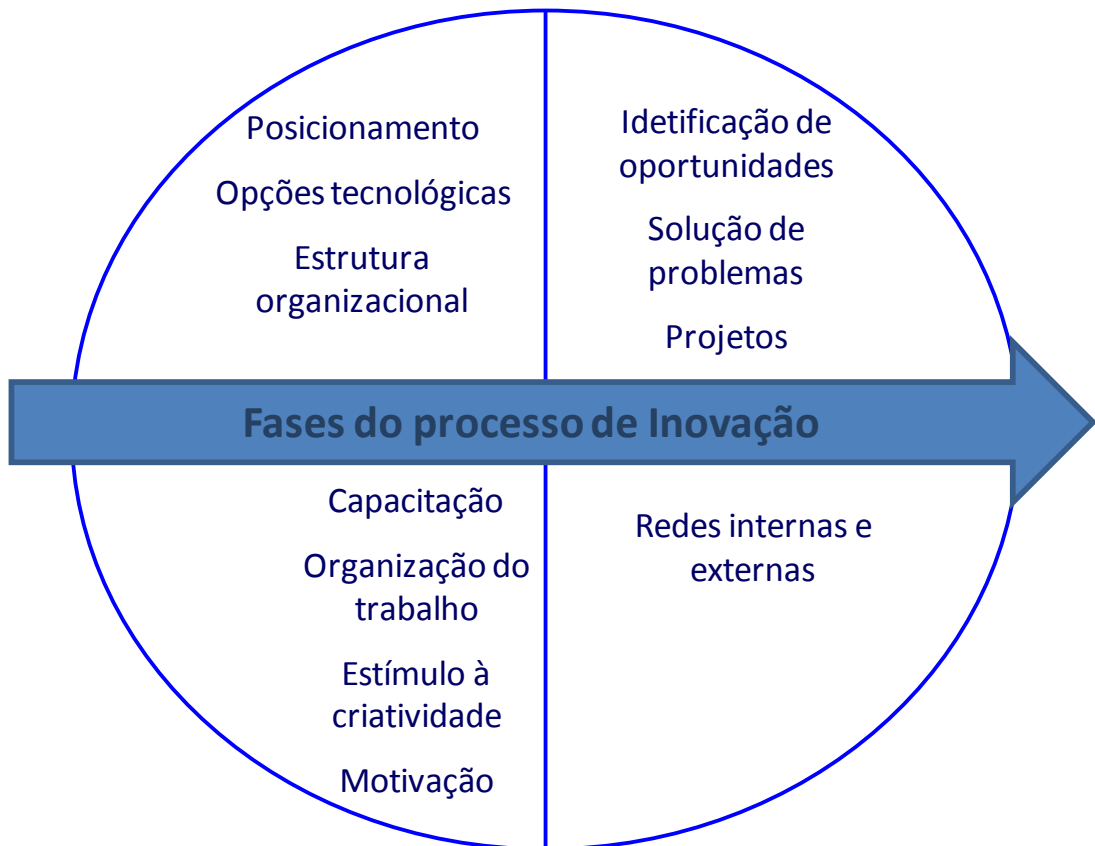 Posicionamento
Opções tecnológicas
Estrutura
organizacional
Idetificação de
oportunidades
Solução de
problemas
Projetos
Fases do processo de Inovação
Capacitação
Organização do
trabalho
Estímulo à
criatividade
Motivação
Redes internas e
externas